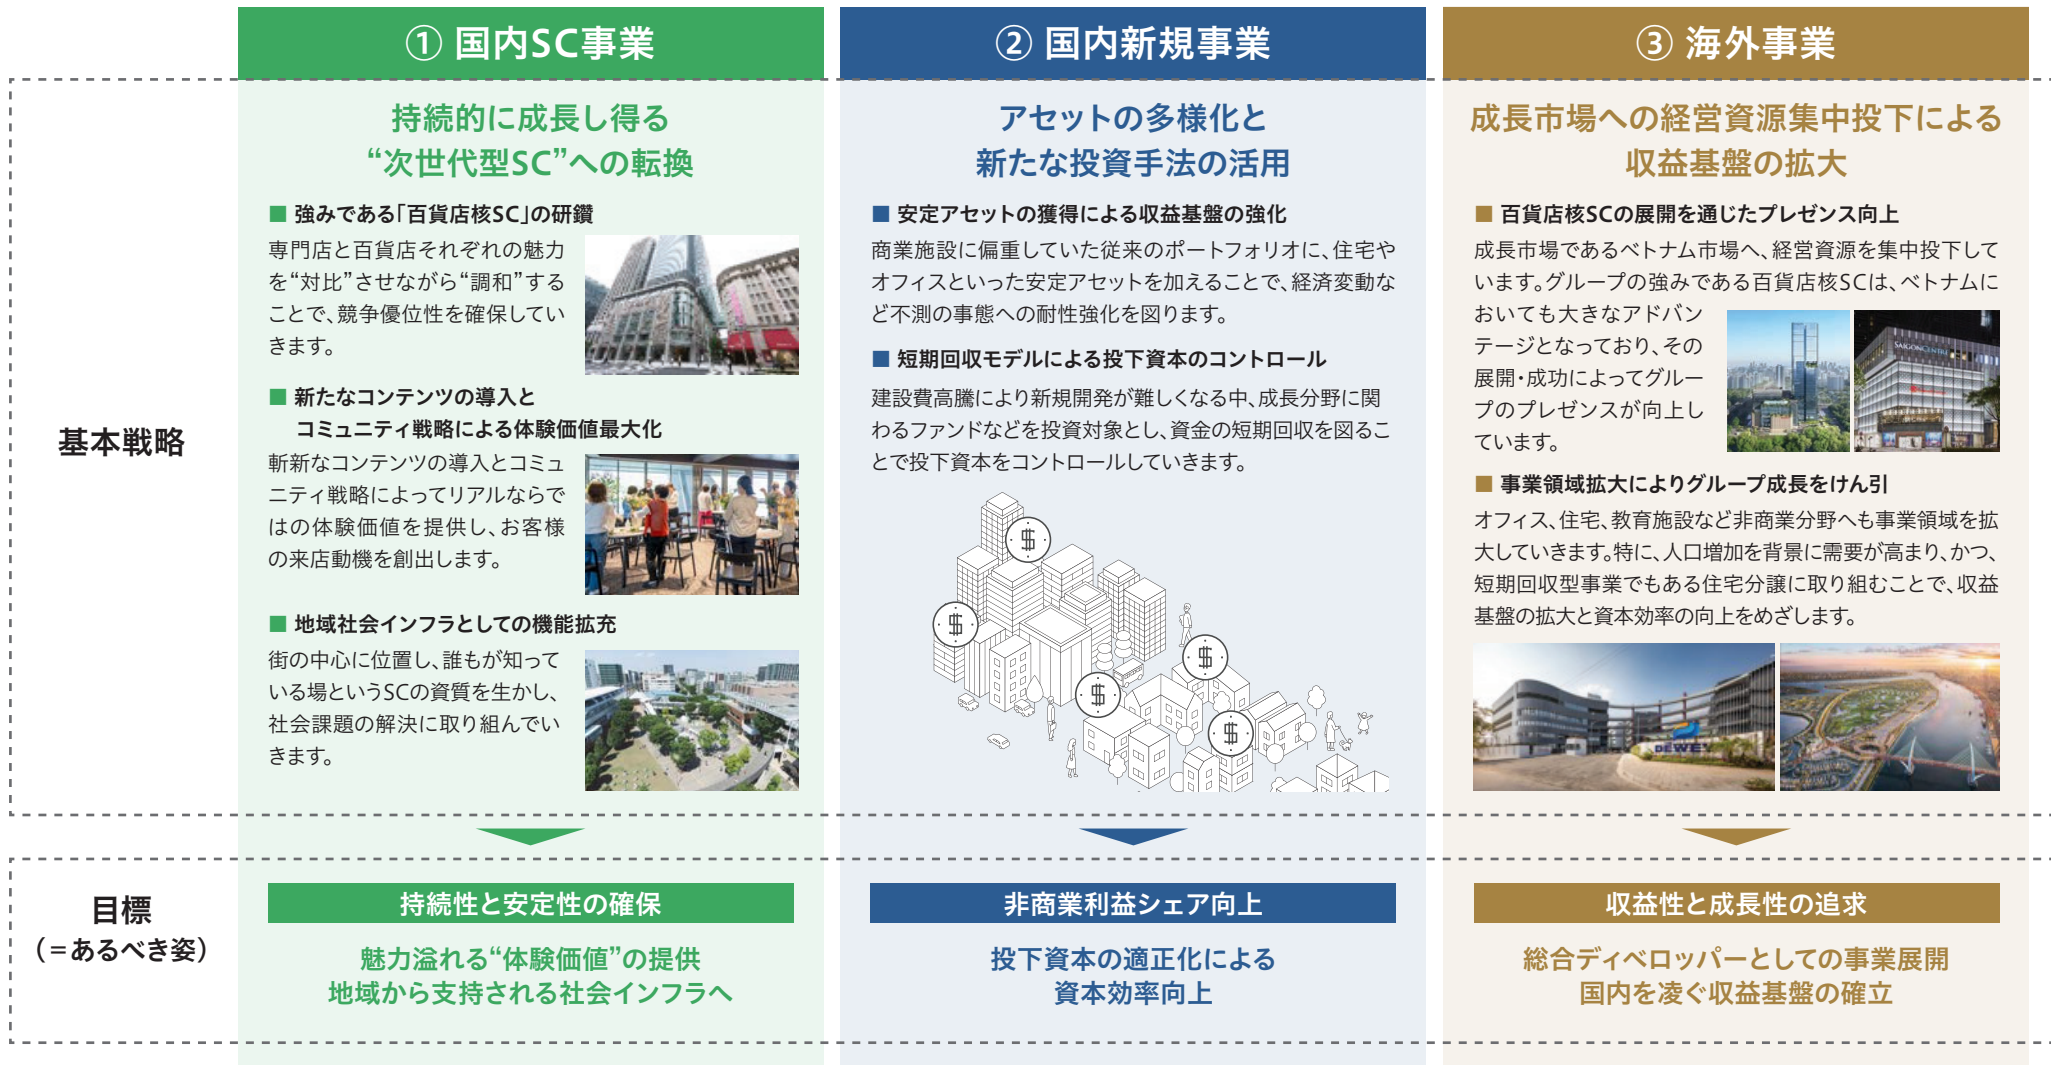 ① 国内SC事業
② 国内新規事業
③ 海外事業
基本戦略
持続的に成長し得る
“次世代型SC”への転換
■ 強みである「百貨店核SC」の研鑽
専門店と百貨店それぞれの魅力
を“対比”させながら“調和”する
ことで、競争優位性を確保してい
きます。
■ 新たなコンテンツの導入と
コミュニティ戦略による体験価値最大化
斬新なコンテンツの導入とコミュ
ニティ戦略によってリアルならで
はの体験価値を提供し、お客様
の来店動機を創出します。
■ 地域社会インフラとしての機能拡充
街の中心に位置し、誰もが知って
いる場というSCの資質を生かし、
社会課題の解決に取り組んでい
きます。
アセットの多様化と
新たな投資手法の活用
■ 安定アセットの獲得による収益基盤の強化
商業施設に偏重していた従来のポートフォリオに、住宅や
オフィスといった安定アセットを加えることで、経済変動な
ど不測の事態への耐性強化を図ります。
■ 短期回収モデルによる投下資本のコントロール
建設費高騰により新規開発が難しくなる中、成長分野に関
わるファンドなどを投資対象とし、資金の短期回収を図るこ
とで投下資本をコントロールしていきます。
$
$
$
$
$
成長市場への経営資源集中投下による
収益基盤の拡大
■ 百貨店核SCの展開を通じたプレゼンス向上
成長市場であるベトナム市場へ、経営資源を集中投下して
います。グループの強みである百貨店核SCは、ベトナムに
おいても大きなアドバン
テージとなっており、その
展開・成功によってグルー
プのプレゼンスが向上し
ています。
SAIGON CENTRE
■ 事業領域拡大によりグループ成長をけん引
オフィス、住宅、教育施設など非商業分野へも事業領域を拡
大していきます。特に、人口増加を背景に需要が高まり、かつ、
短期回収型事業でもある住宅分譲に取り組むことで、収益
基盤の拡大と資本効率の向上をめざします。
DEWEY
目標
（＝あるべき姿）
持続性と安定性の確保
魅力溢れる“体験価値”の提供
地域から支持される社会インフラへ
非商業利益シェア向上
投下資本の適正化による
資本効率向上
収益性と成長性の追求
総合ディベロッパーとしての事業展開
国内を凌ぐ収益基盤の確立